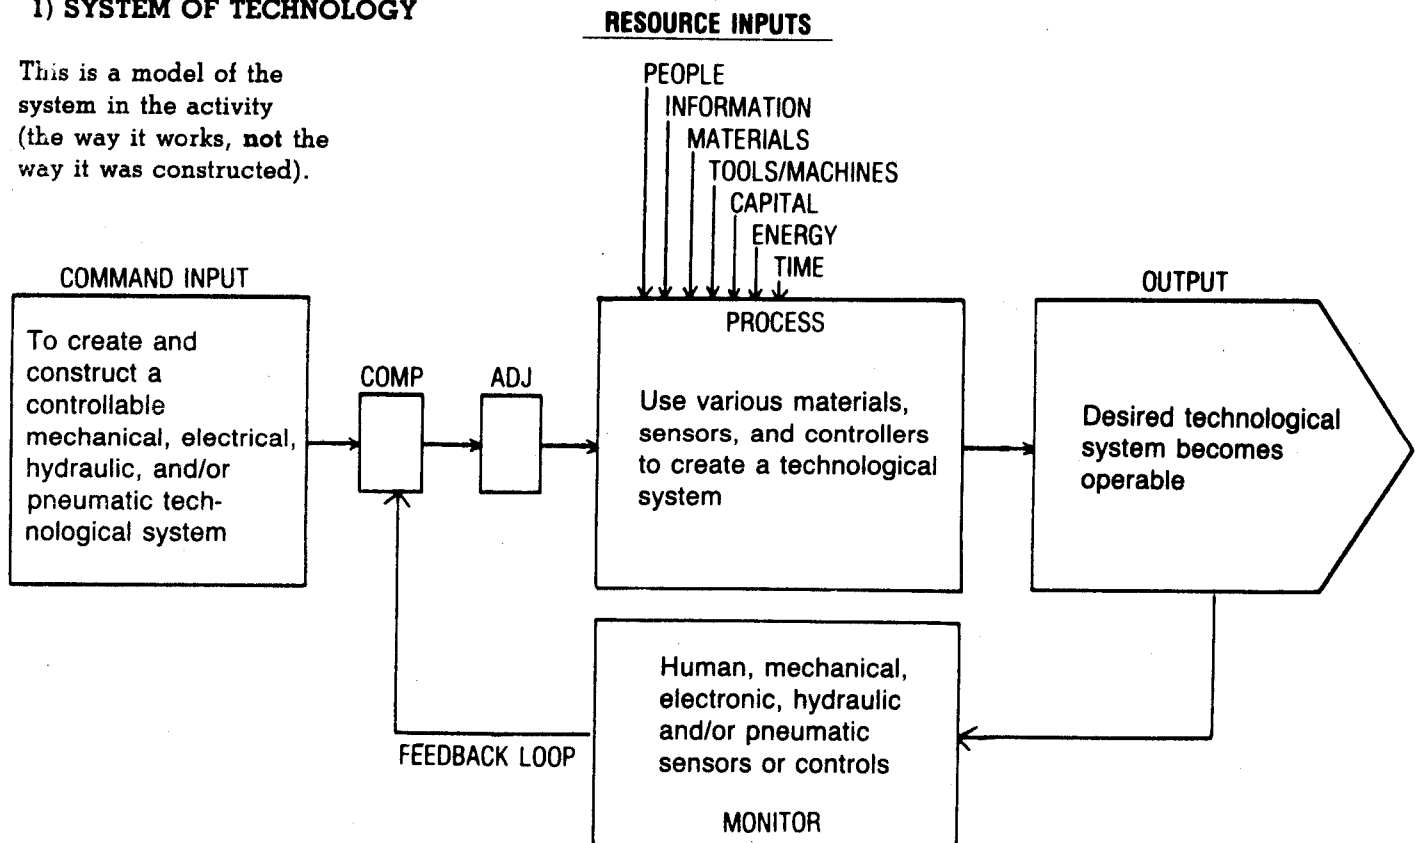 1) SYSTEM OF TECHNOLOGY
This is a model of the
system in the activity
(the way it works, not the
way it was constructed).
RESOURCE INPUTS
PEOPLE
INFORMATION
MATERIALS
TOOLS/MACHINES
CAPITAL
ENERGY
TIME
COMMAND INPUT
To create and
construct a
controllable
mechanical, electrical,
hydraulic, and/or
pneumatic tech-
nological system
COMP
ADJ
PROCESS
Use various materials,
sensors, and controllers
to create a technological
system
OUTPUT
Desired technological
system becomes
operable
Human, mechanical,
electronic, hydraulic
and/or pneumatic
sensors or controls
MONITOR
FEEDBACK LOOP